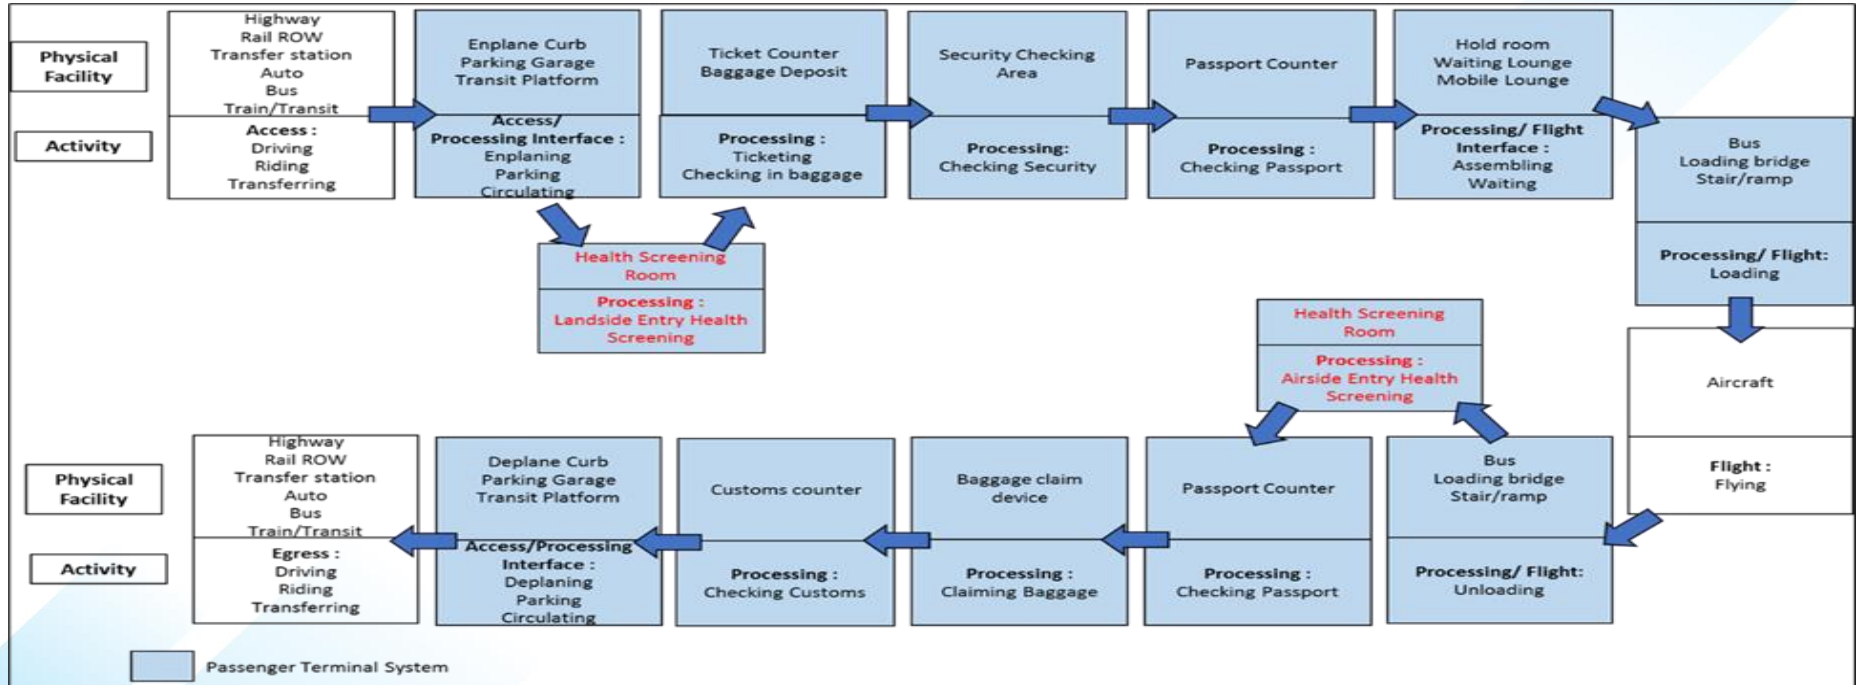 Physical
Facility
Activity
Highway
Rail ROW
Transfer station
Auto
Bus
Train/Transit
Access :
Driving
Riding
Transferring
Enplane Curb
Parking Garage
Transit Platform
Access/
Processing Interface :
Enplaning
Parking
Circulating
Health Screening
Room
Processing :
Landside Entry Health
Screening
Ticket Counter
Baggage Deposit
Processing :
Ticketing
Checking in baggage
Security Checking
Area
Processing:
Checking Security
Passport Counter
Processing :
Checking Passport
Hold room
Waiting Lounge
Mobile Lounge
Processing/ Flight
Interface :
Assembling
Waiting
Bus
Loading bridge
Stair/ramp
Processing/ Flight:
Loading
Aircraft
Flight :
Flying
Bus
Loading bridge
Stair/ramp
Processing/ Flight:
Unloading
Health Screening
Room
Processing :
Airside Entry Health
Screening
Passport Counter
Processing :
Checking Passport
Baggage claim
device
Processing :
Claiming Baggage
Customs counter
Processing :
Checking Customs
Deplane Curb
Parking Garage
Transit Platform
Access/Processing
Interface :
Deplaning
Parking
Circulating
Highway
Rail ROW
Transfer station
Auto
Bus
Train/Transit
Egress :
Driving
Riding
Transferring
Physical
Facility
Activity
Passenger Terminal System